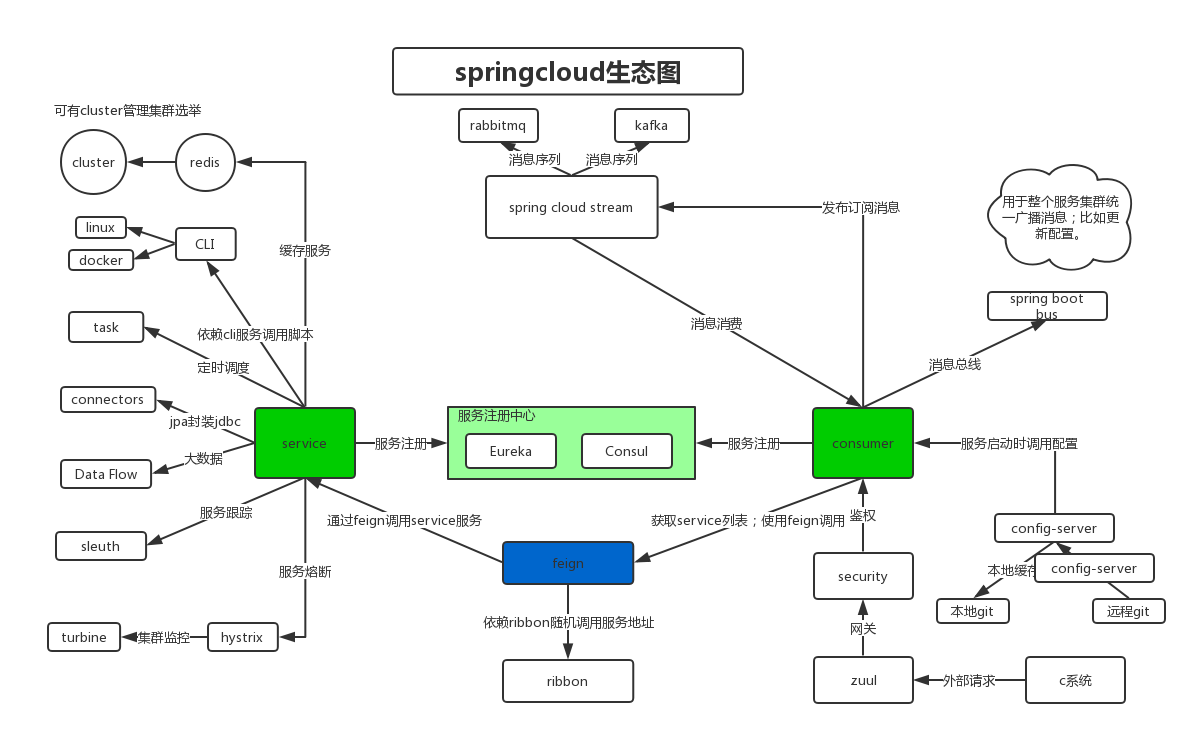 springcloud生态图
可有cluster管理集群选举
rabbitmq
kafka
cluster
redis
消息序列
消息序列
spring cloud stream
发布订阅消息
用于整个服务集群统
一广播消息；比如更
新配置。
linux
docker
CLI
缓存服务
spring boot
bus
task
依赖cli服务调用脚本
消息消费
定时调度
消息总线
connectors
jpa封装jdbc
服务注册中心
service
服务注册
Eureka
Consul
服务注册
consumer
服务启动时调用配置
大数据
Data Flow
服务跟踪
通过feign调用service服务
获取service列表；使用feign调用
鉴权
config-server
sleuth
服务熔断
feign
本地缓存
config-server
security
本地git
远程git
依赖ribbon随机调用服务地址
网关
turbine
集群监控
hystrix
ribbon
zuul
外部请求
c系统